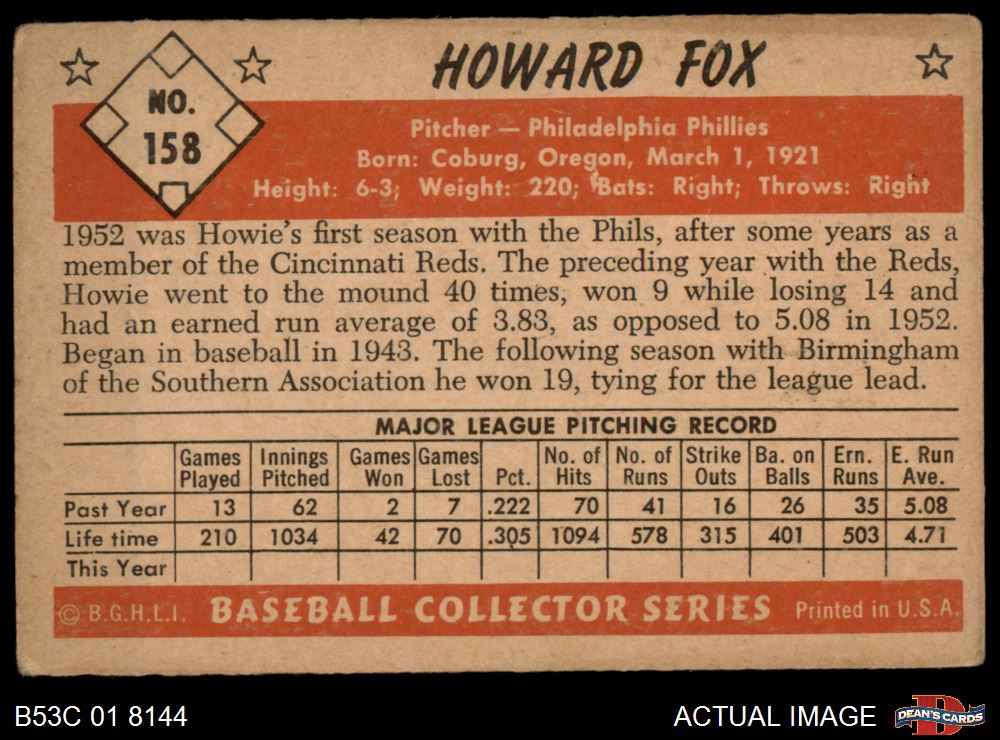 HOWARD FOX
NO.
158
Pitcher — Philadelphia Phillies
Born: Coburg, Oregon, March 1, 1921
Height: 6-3; Weight: 220; Bats: Right; Throws: Right
1952 was Howie's first season with the Phils, after some years as a
member of the Cincinnati Reds. The preceding year with the Reds,
Howie went to the mound 40 times, won 9 while losing 14 and
had an earned run average of 3.83, as opposed to 5.08 in 1952.
Began in baseball in 1943. The following season with Birmingham
of the Southern Association he won 19, tying for the league lead.
MAJOR LEAGUE PITCHING RECORD
Games Played Innings Pitched Games Won Games Lost Pct. No. of Hits No. of Runs Strike Outs Ba. on Balls Ern. Runs E. Run Ave.
Past Year 13 62 2 7 .222 70 41 16 26 35 5.08
Life time 210 1034 42 70 .305 1094 578 315 401 503 4.71
This Year
© B.G.H.L.I. BASEBALL COLLECTOR SERIES Printed in U.S.A.
B53C 01 8144 ACTUAL IMAGE D DEAN'S CARDS